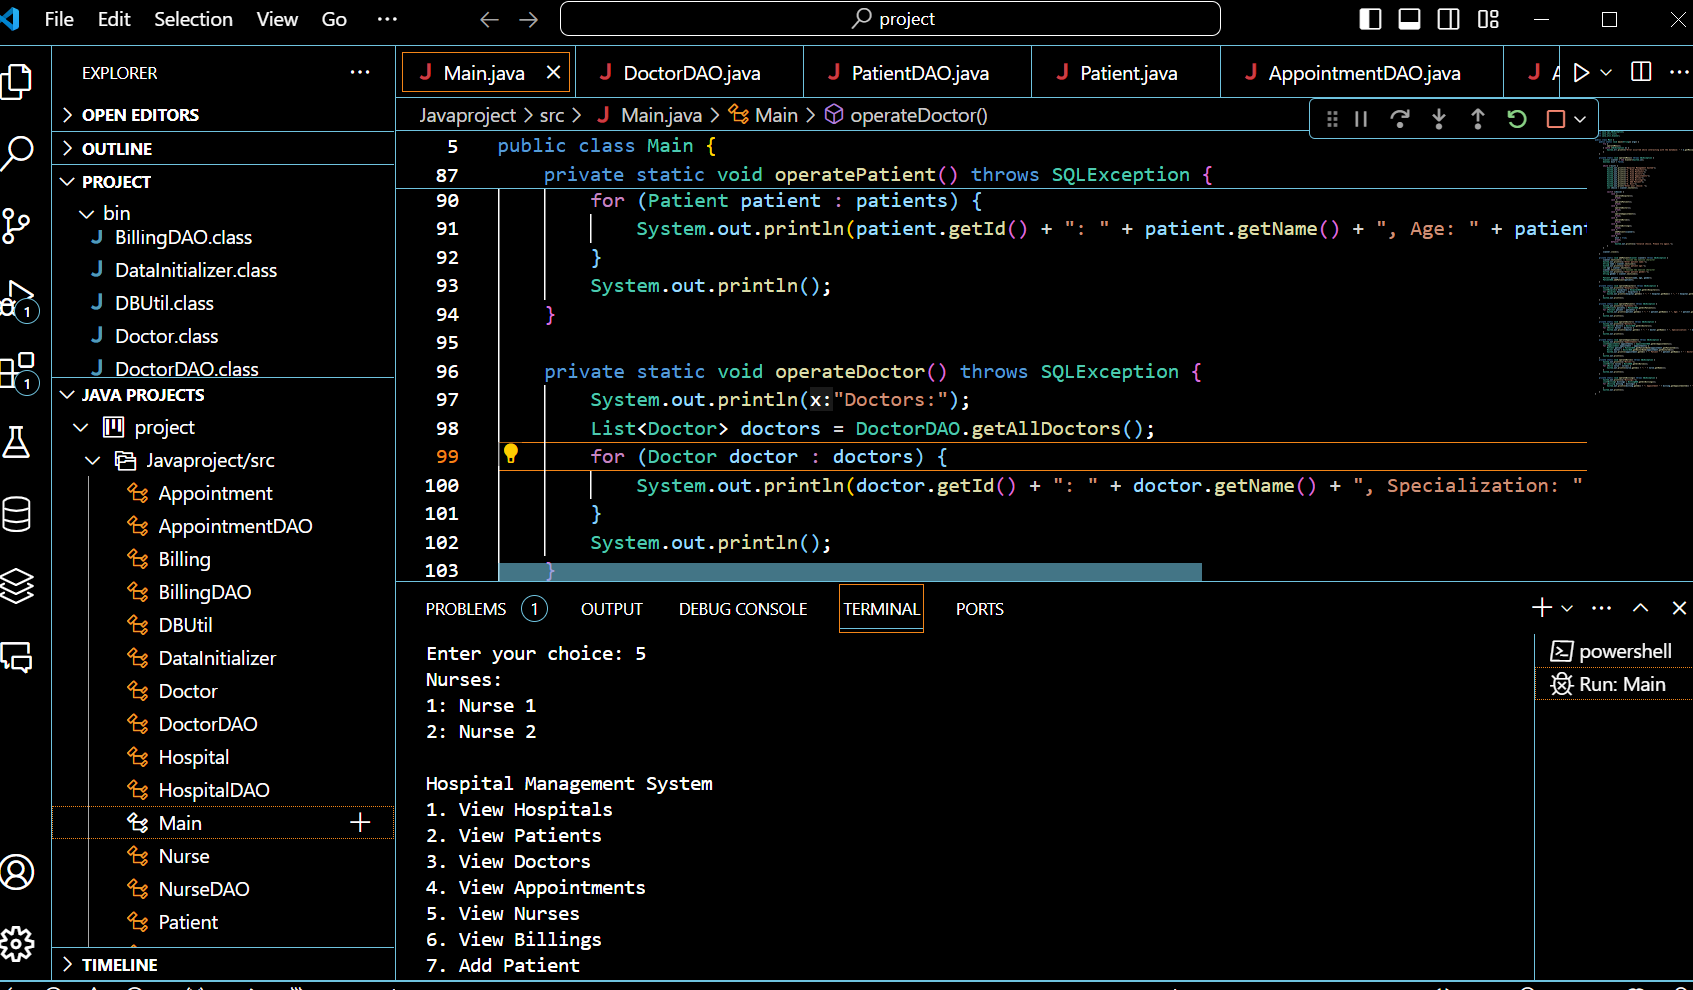 File Edit Selection View Go ... project
EXPLORER ...
OPEN EDITORS
OUTLINE
PROJECT
bin
BillingDAO.class
DataInitializer.class
DBUtil.class
Doctor.class
DoctorDAO.class
JAVA PROJECTS
project
Javaproject/src
Appointment
AppointmentDAO
Billing
BillingDAO
DBUtil
DataInitializer
Doctor
DoctorDAO
Hospital
HospitalDAO
Main
Nurse
NurseDAO
Patient
TIMELINE
1
1
J Main.java J DoctorDAO.java J PatientDAO.java J Patient.java J AppointmentDAO.java J
Javaproject > src > J Main.java > Main > operateDoctor()
5 public class Main {
87 private static void operatePatient() throws SQLException {
90 for (Patient patient : patients) {
91 System.out.println(patient.getId() + ": " + patient.getName() + ", Age: " + patient
92 }
93 System.out.println();
94 }
95
96 private static void operateDoctor() throws SQLException {
97 System.out.println(x:"Doctors:");
98 List<Doctor> doctors = DoctorDAO.getAllDoctors();
99 for (Doctor doctor : doctors) {
100 System.out.println(doctor.getId() + ": " + doctor.getName() + ", Specialization: "
101 }
102 System.out.println();
103 }
PROBLEMS 1 OUTPUT DEBUG CONSOLE TERMINAL PORTS
Enter your choice: 5
Nurses:
1: Nurse 1
2: Nurse 2
Hospital Management System
1. View Hospitals
2. View Patients
3. View Doctors
4. View Appointments
5. View Nurses
6. View Billings
7. Add Patient
powershell
Run: Main